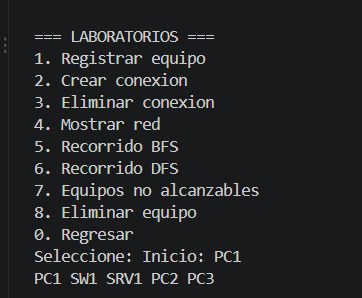 === LABORATORIOS ===
1. Registrar equipo
2. Crear conexion
3. Eliminar conexion
4. Mostrar red
5. Recorrido BFS
6. Recorrido DFS
7. Equipos no alcanzables
8. Eliminar equipo
0. Regresar
Seleccione: Inicio: PC1
PC1 SW1 SRV1 PC2 PC3